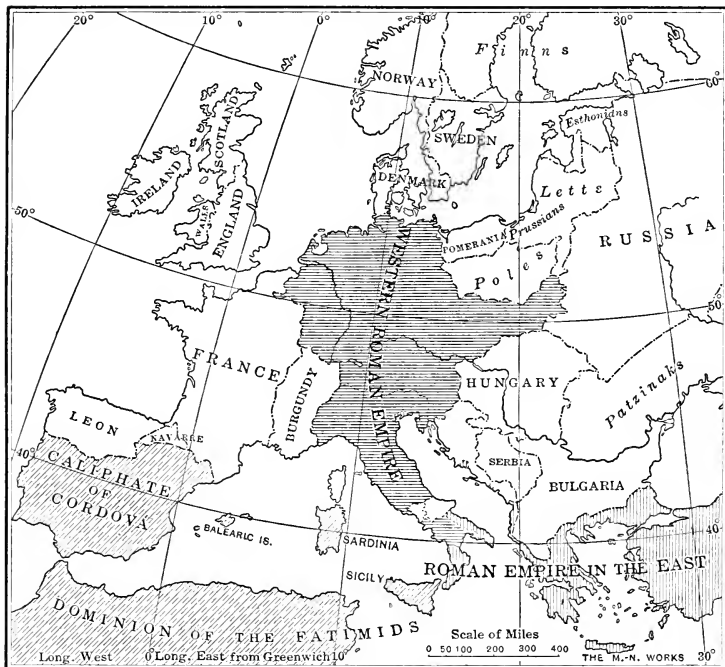 20°
10°
0°
10°
20°
30°
Finns
NORWAY
60°
SWEDEN
Esthonians
SCOTLAND
IRELAND
DENMARK
Letts
WALES
ENGLAND
50°
POMERANIA
Prussians
RUSSIA
Poles
WESTERN ROMAN EMPIRE
50°
FRANCE
BURGUNDY
HUNGARY
Patzinaks
LEON
NAVARRE
SERBIA
BULGARIA
40°
CALIPHATE
OF
CORDOVA
BALEARIC IS.
SARDINIA
40°
SICILY
ROMAN EMPIRE IN THE EAST
DOMINION OF THE FATIMIDS
Scale of Miles
0 50 100 200 300 400
Long. West 0° Long. East from Greenwich 10°
THE M.-N. WORKS